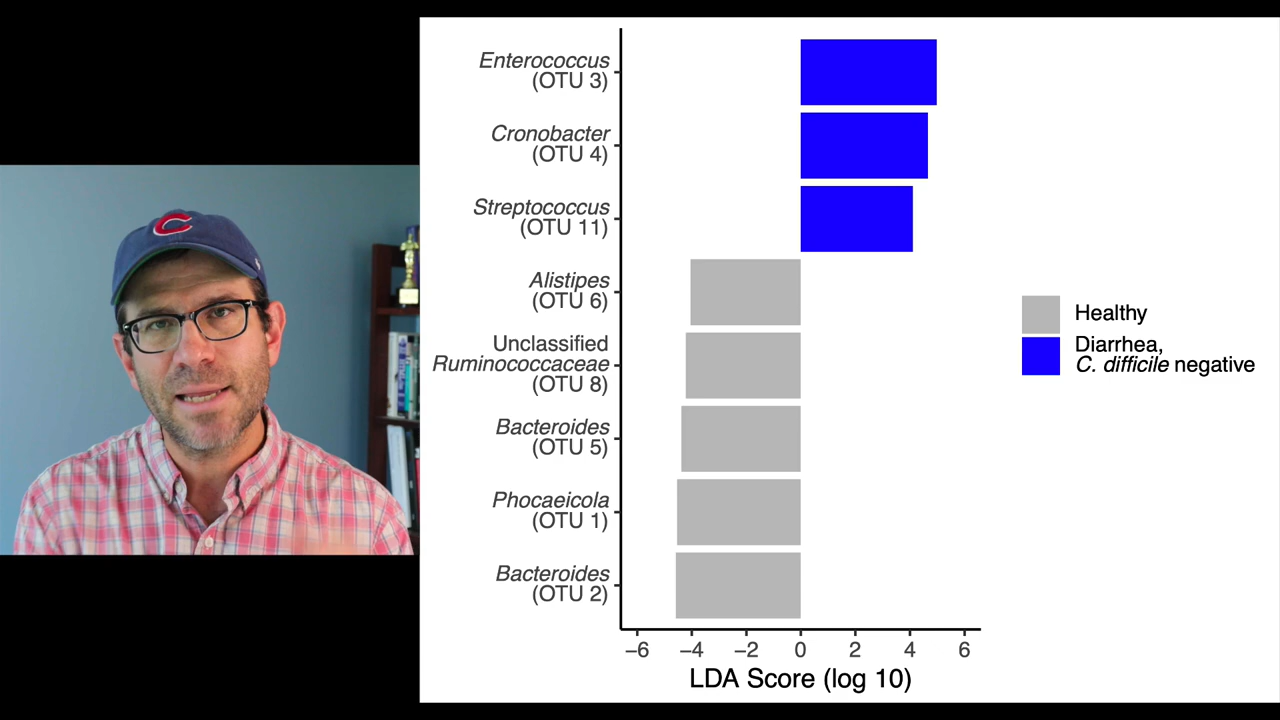 Enterococcus
(OTU 3)
Cronobacter
(OTU 4)
Streptococcus
(OTU 11)
Alistipes
(OTU 6)
Unclassified
Ruminococcaceae
(OTU 8)
Bacteroides
(OTU 5)
Phocaeicola
(OTU 1)
Bacteroides
(OTU 2)
−6 −4 −2 0 2 4 6
LDA Score (log 10)
Healthy
Diarrhea,
C. difficile negative
C